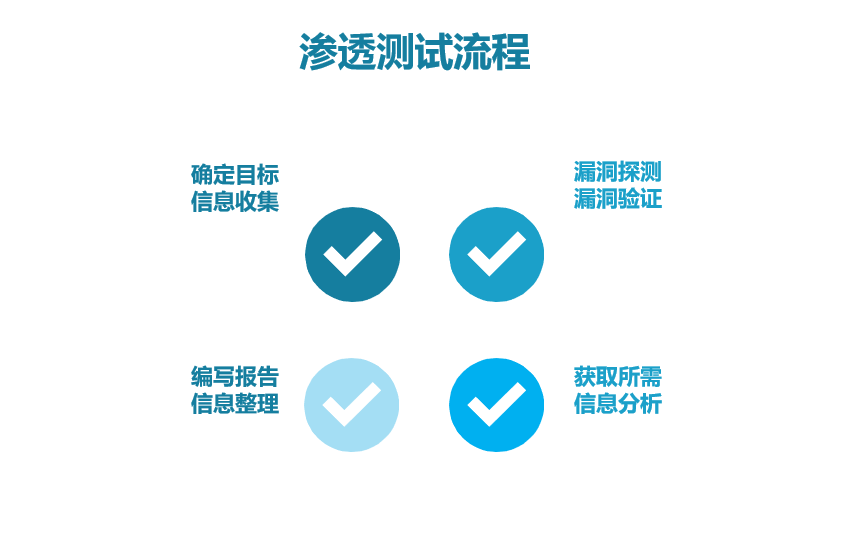 渗透测试流程
确定目标
信息收集
漏洞探测
漏洞验证
编写报告
信息整理
获取所需
信息分析